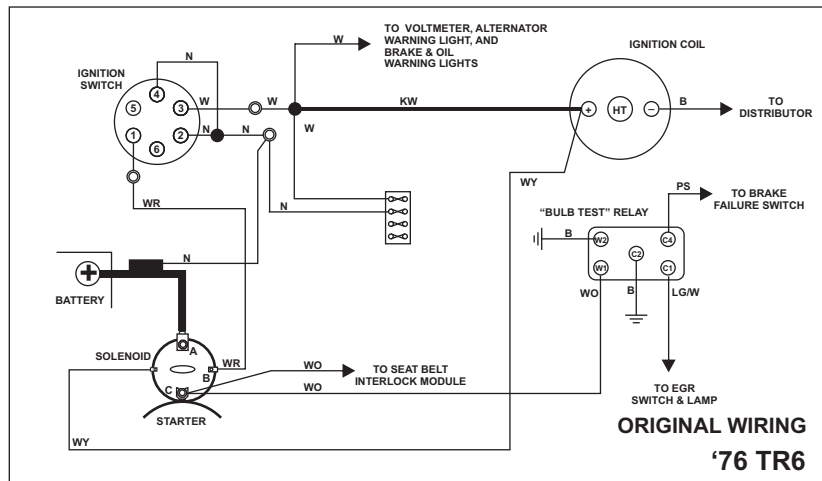 TO VOLTMETER, ALTERNATOR
WARNING LIGHT, AND
BRAKE & OIL
WARNING LIGHTS
W
IGNITION COIL
N
IGNITION
SWITCH
4
5
3
W
W
KW
+
HT
–
B
TO
DISTRIBUTOR
1
2
N
N
W
6
WY
PS
TO BRAKE
FAILURE SWITCH
WR
N
“BULB TEST” RELAY
B
W2
C4
C2
W1
C1
N
+
BATTERY
WO
B
LG/W
SOLENOID
A
B
WR
WO
TO SEAT BELT
INTERLOCK MODULE
C
WO
TO EGR
SWITCH & LAMP
STARTER
WY
ORIGINAL WIRING
‘76 TR6